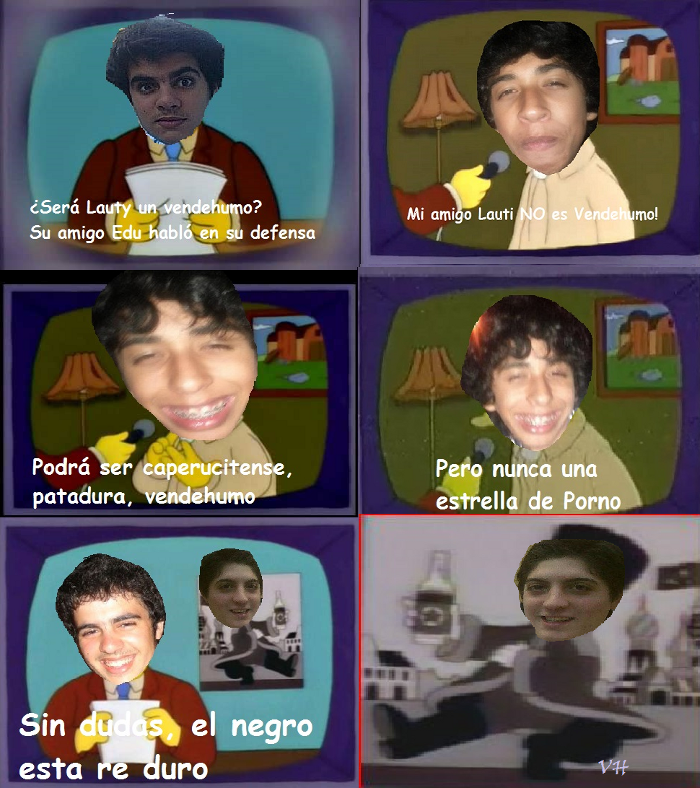 ¿Será Lauty un vendehumo?
Su amigo Edu habló en su defensa
Mi amigo Lauti NO es Vendehumo!
Podrá ser caperucitense,
patadura, vendehumo
Pero nunca una
estrella de Porno
Sin dudas, el negro
esta re duro
VH